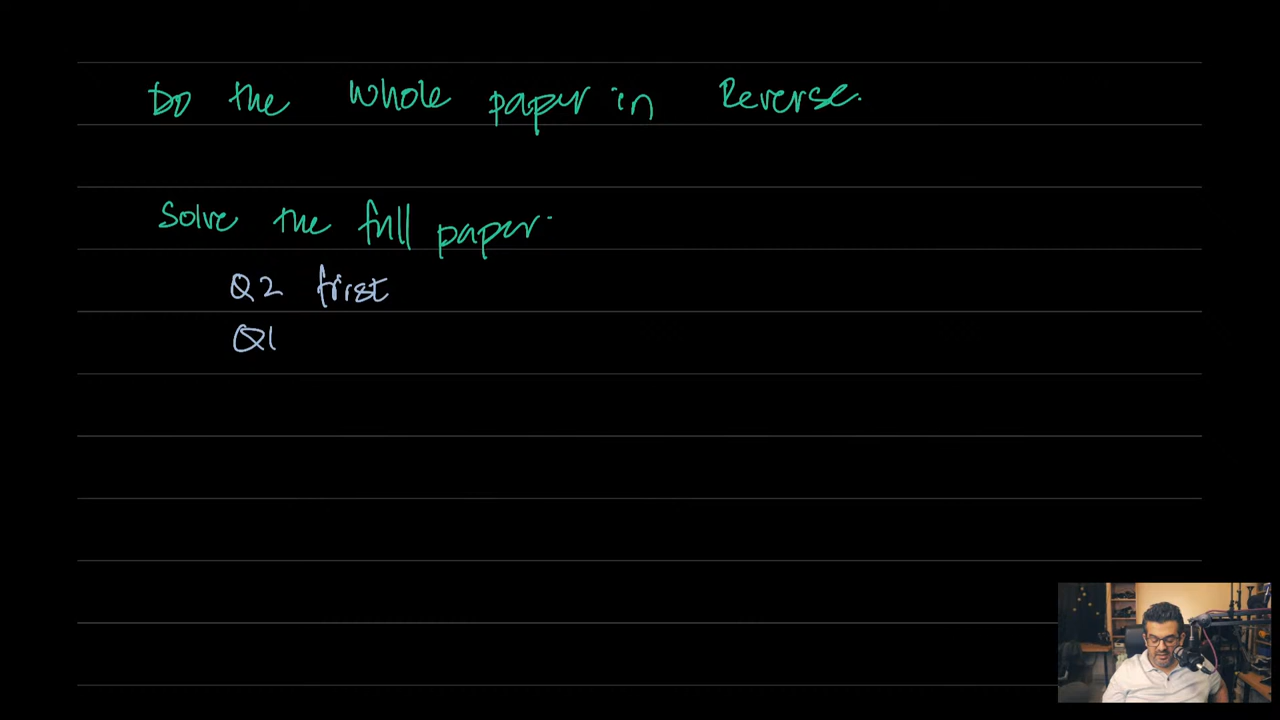 Do the whole paper in Reverse.
Solve the full paper.
Q2 first
Q1